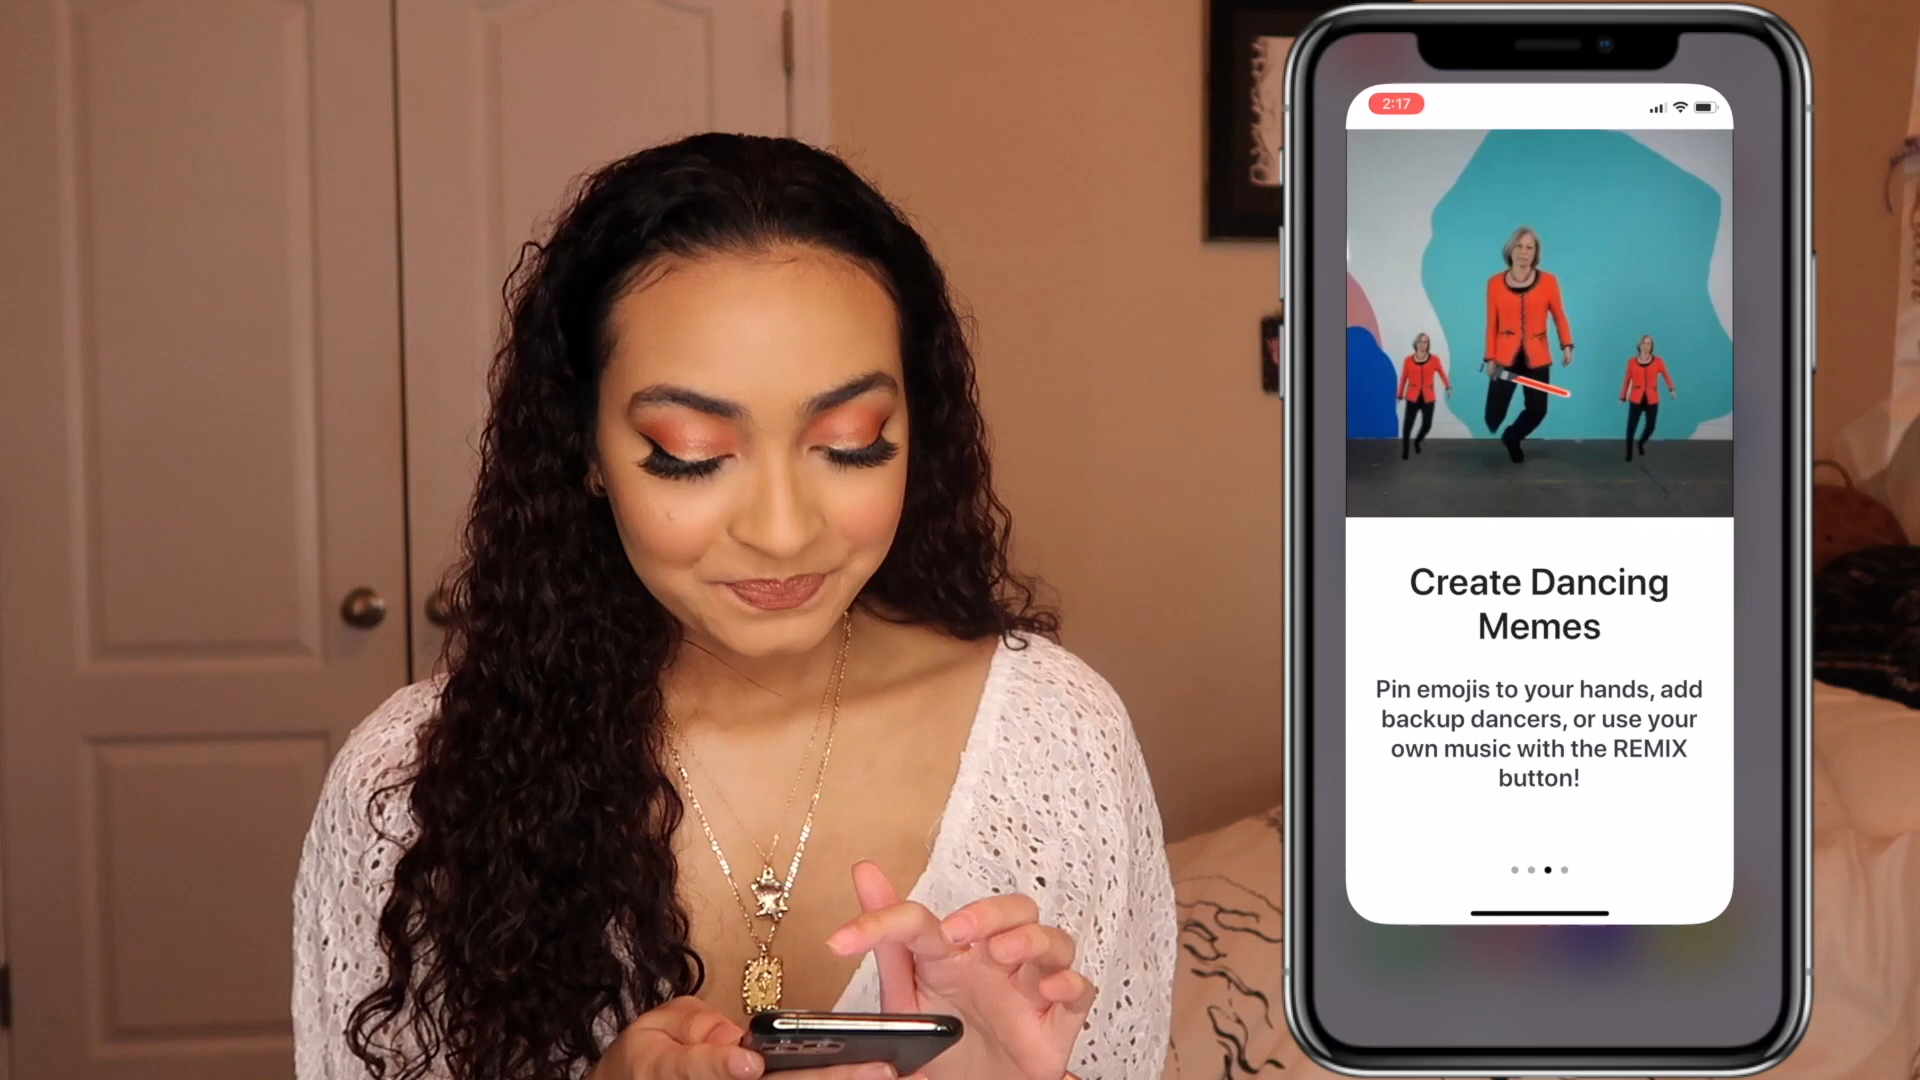 2:17
Create Dancing
Memes
Pin emojis to your hands, add
backup dancers, or use your
own music with the REMIX
button!